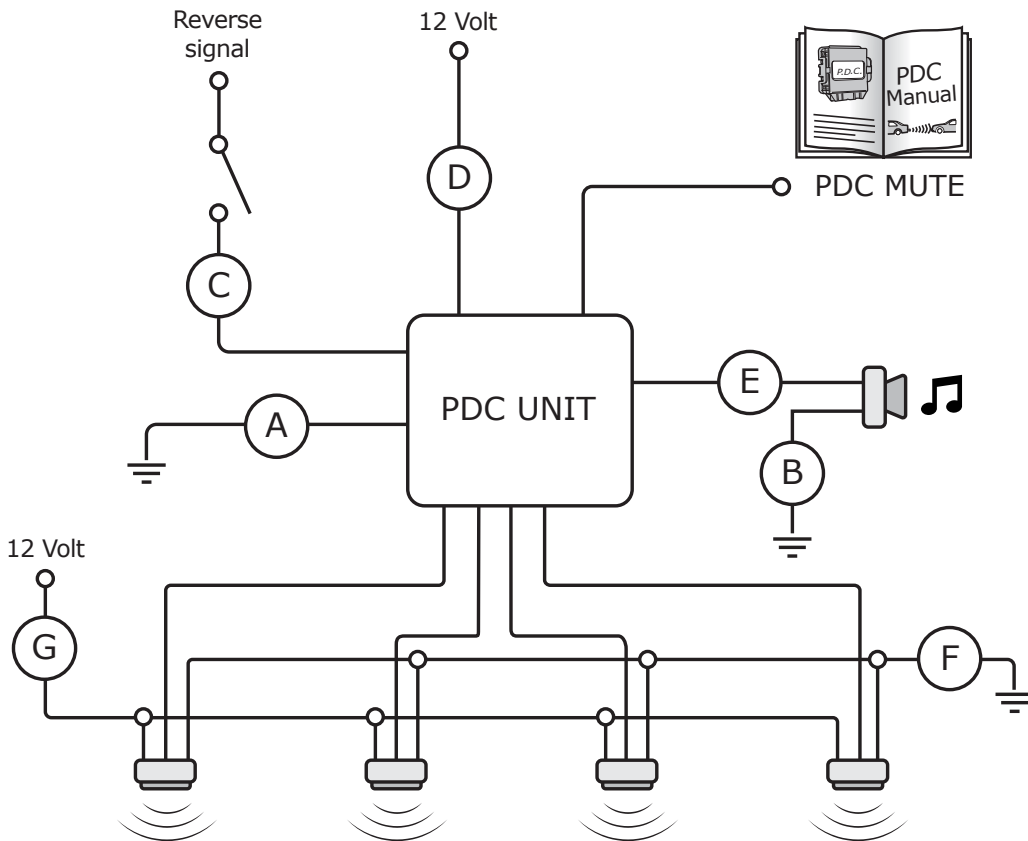 Reverse
signal
12 Volt
P.D.C.
PDC
Manual
PDC MUTE
D
C
PDC UNIT
E
A
B
12 Volt
G
F